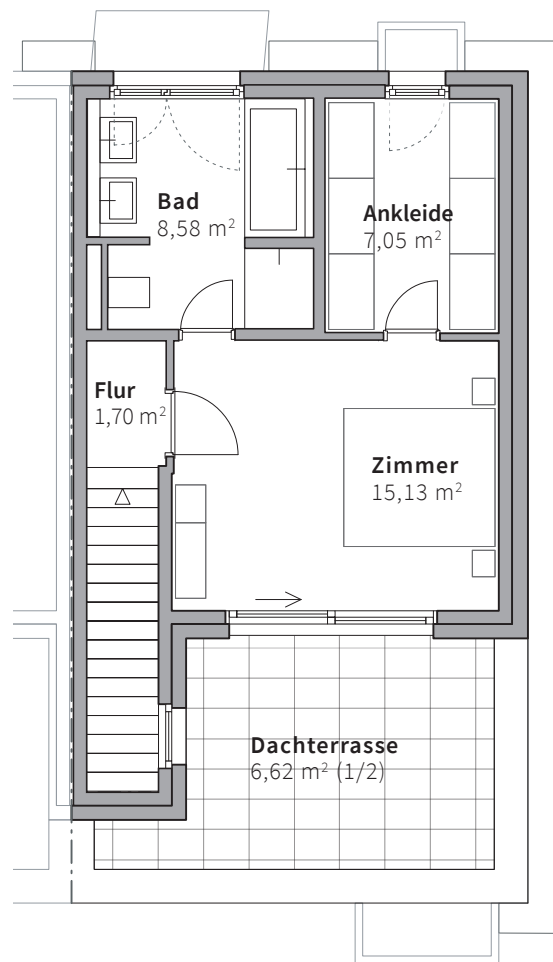 Bad
8,58 m²
Ankleide
7,05 m²
Flur
1,70 m²
Zimmer
15,13 m²
Dachterrasse
6,62 m² (1/2)